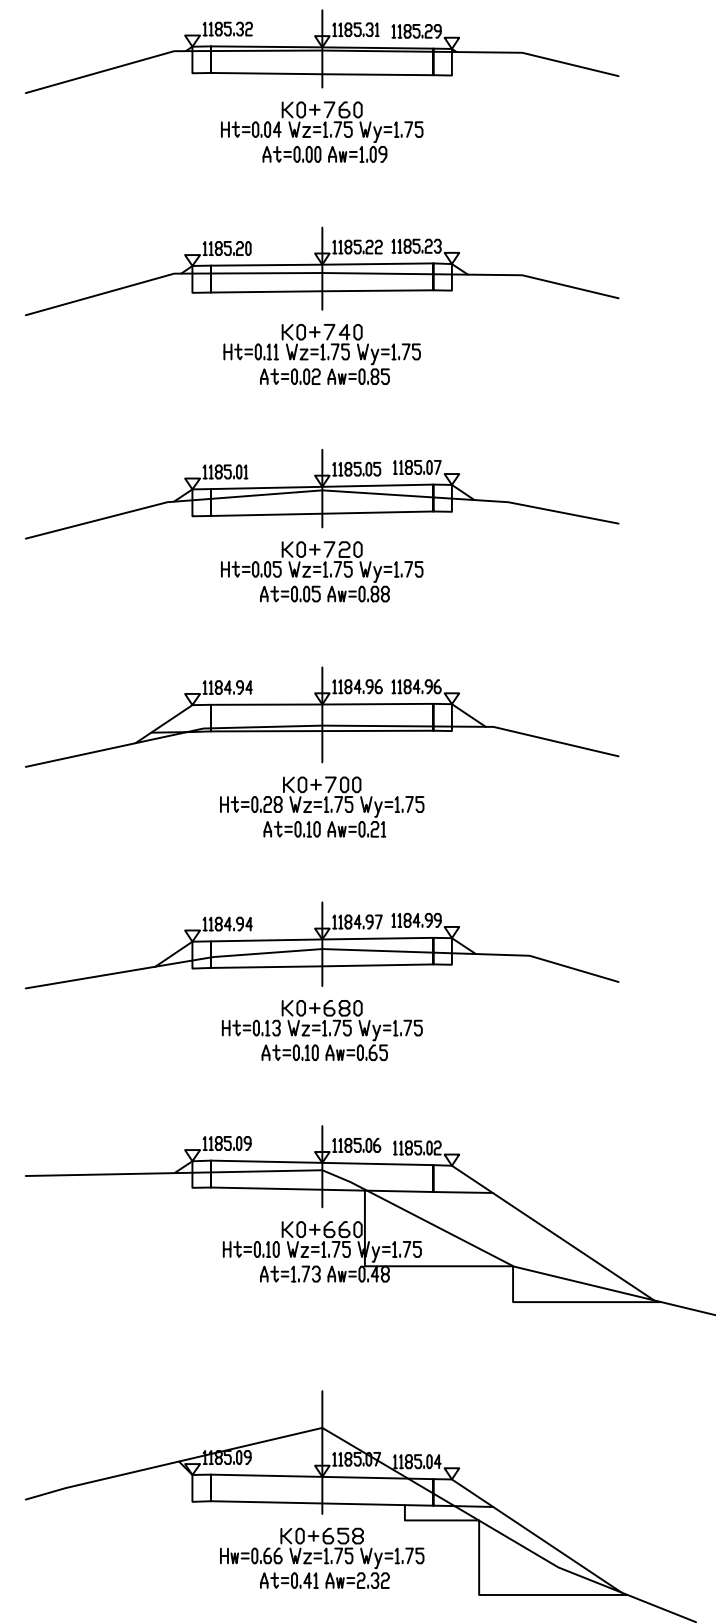 1185.32 1185.31 1185.29
K0+760
Ht=0.04 Wz=1.75 Wy=1.75
At=0.00 Aw=1.09
1185.20 1185.22 1185.23
K0+740
Ht=0.11 Wz=1.75 Wy=1.75
At=0.02 Aw=0.85
1185.01 1185.05 1185.07
K0+720
Ht=0.05 Wz=1.75 Wy=1.75
At=0.05 Aw=0.88
1184.94 1184.96 1184.96
K0+700
Ht=0.28 Wz=1.75 Wy=1.75
At=0.10 Aw=0.21
1184.94 1184.97 1184.99
K0+680
Ht=0.13 Wz=1.75 Wy=1.75
At=0.10 Aw=0.65
1185.09 1185.06 1185.02
K0+660
Ht=0.10 Wz=1.75 Wy=1.75
At=1.73 Aw=0.48
1185.09 1185.07 1185.04
K0+658
Hw=0.66 Wz=1.75 Wy=1.75
At=0.41 Aw=2.32